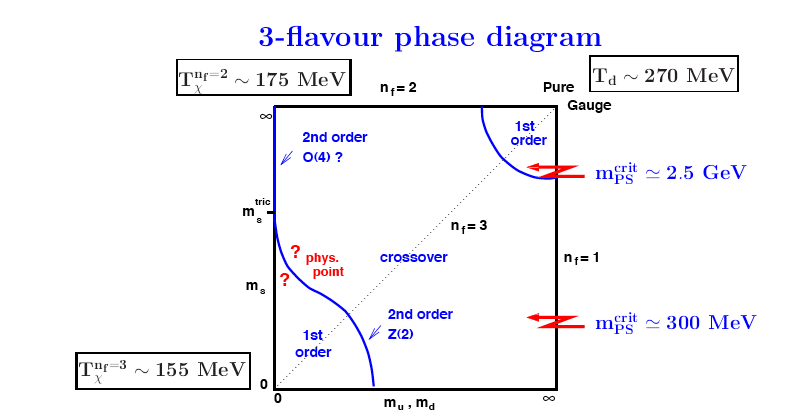 3-flavour phase diagram
T_χ^{n_f=2} ∼ 175 MeV
n_f = 2
Pure
Gauge
T_d ∼ 270 MeV
∞
2nd order
O(4) ?
1st
order
m_PS^crit ≃ 2.5 GeV
m_s^tric
n_f = 3
?
phys.
point
?
crossover
n_f = 1
m_s
2nd order
Z(2)
m_PS^crit ≃ 300 MeV
1st
order
T_χ^{n_f=3} ∼ 155 MeV
0
0
m_u , m_d
∞